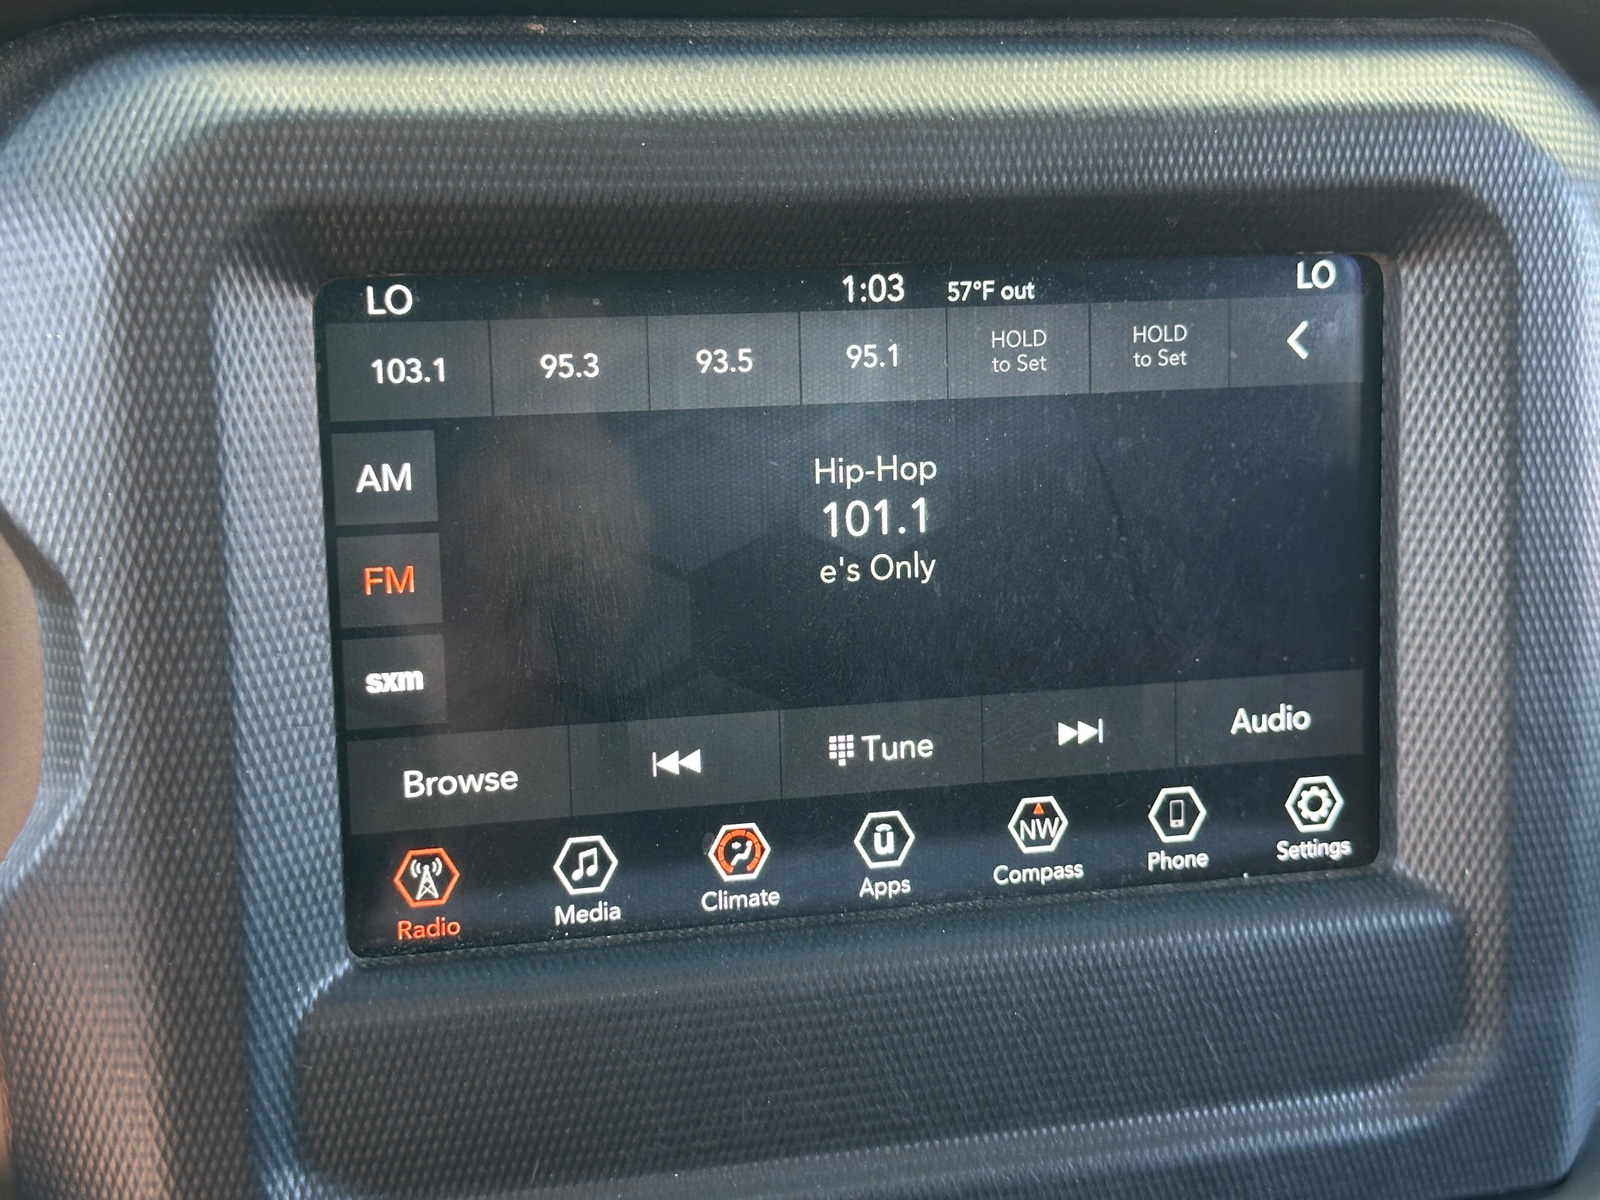 LO 1:03 57°F out LO
103.1 95.3 93.5 95.1 HOLD to Set HOLD to Set
AM
Hip-Hop
101.1
e's Only
FM
sxm
Browse Tune Audio
Radio Media Climate Apps NW Compass Phone Settings